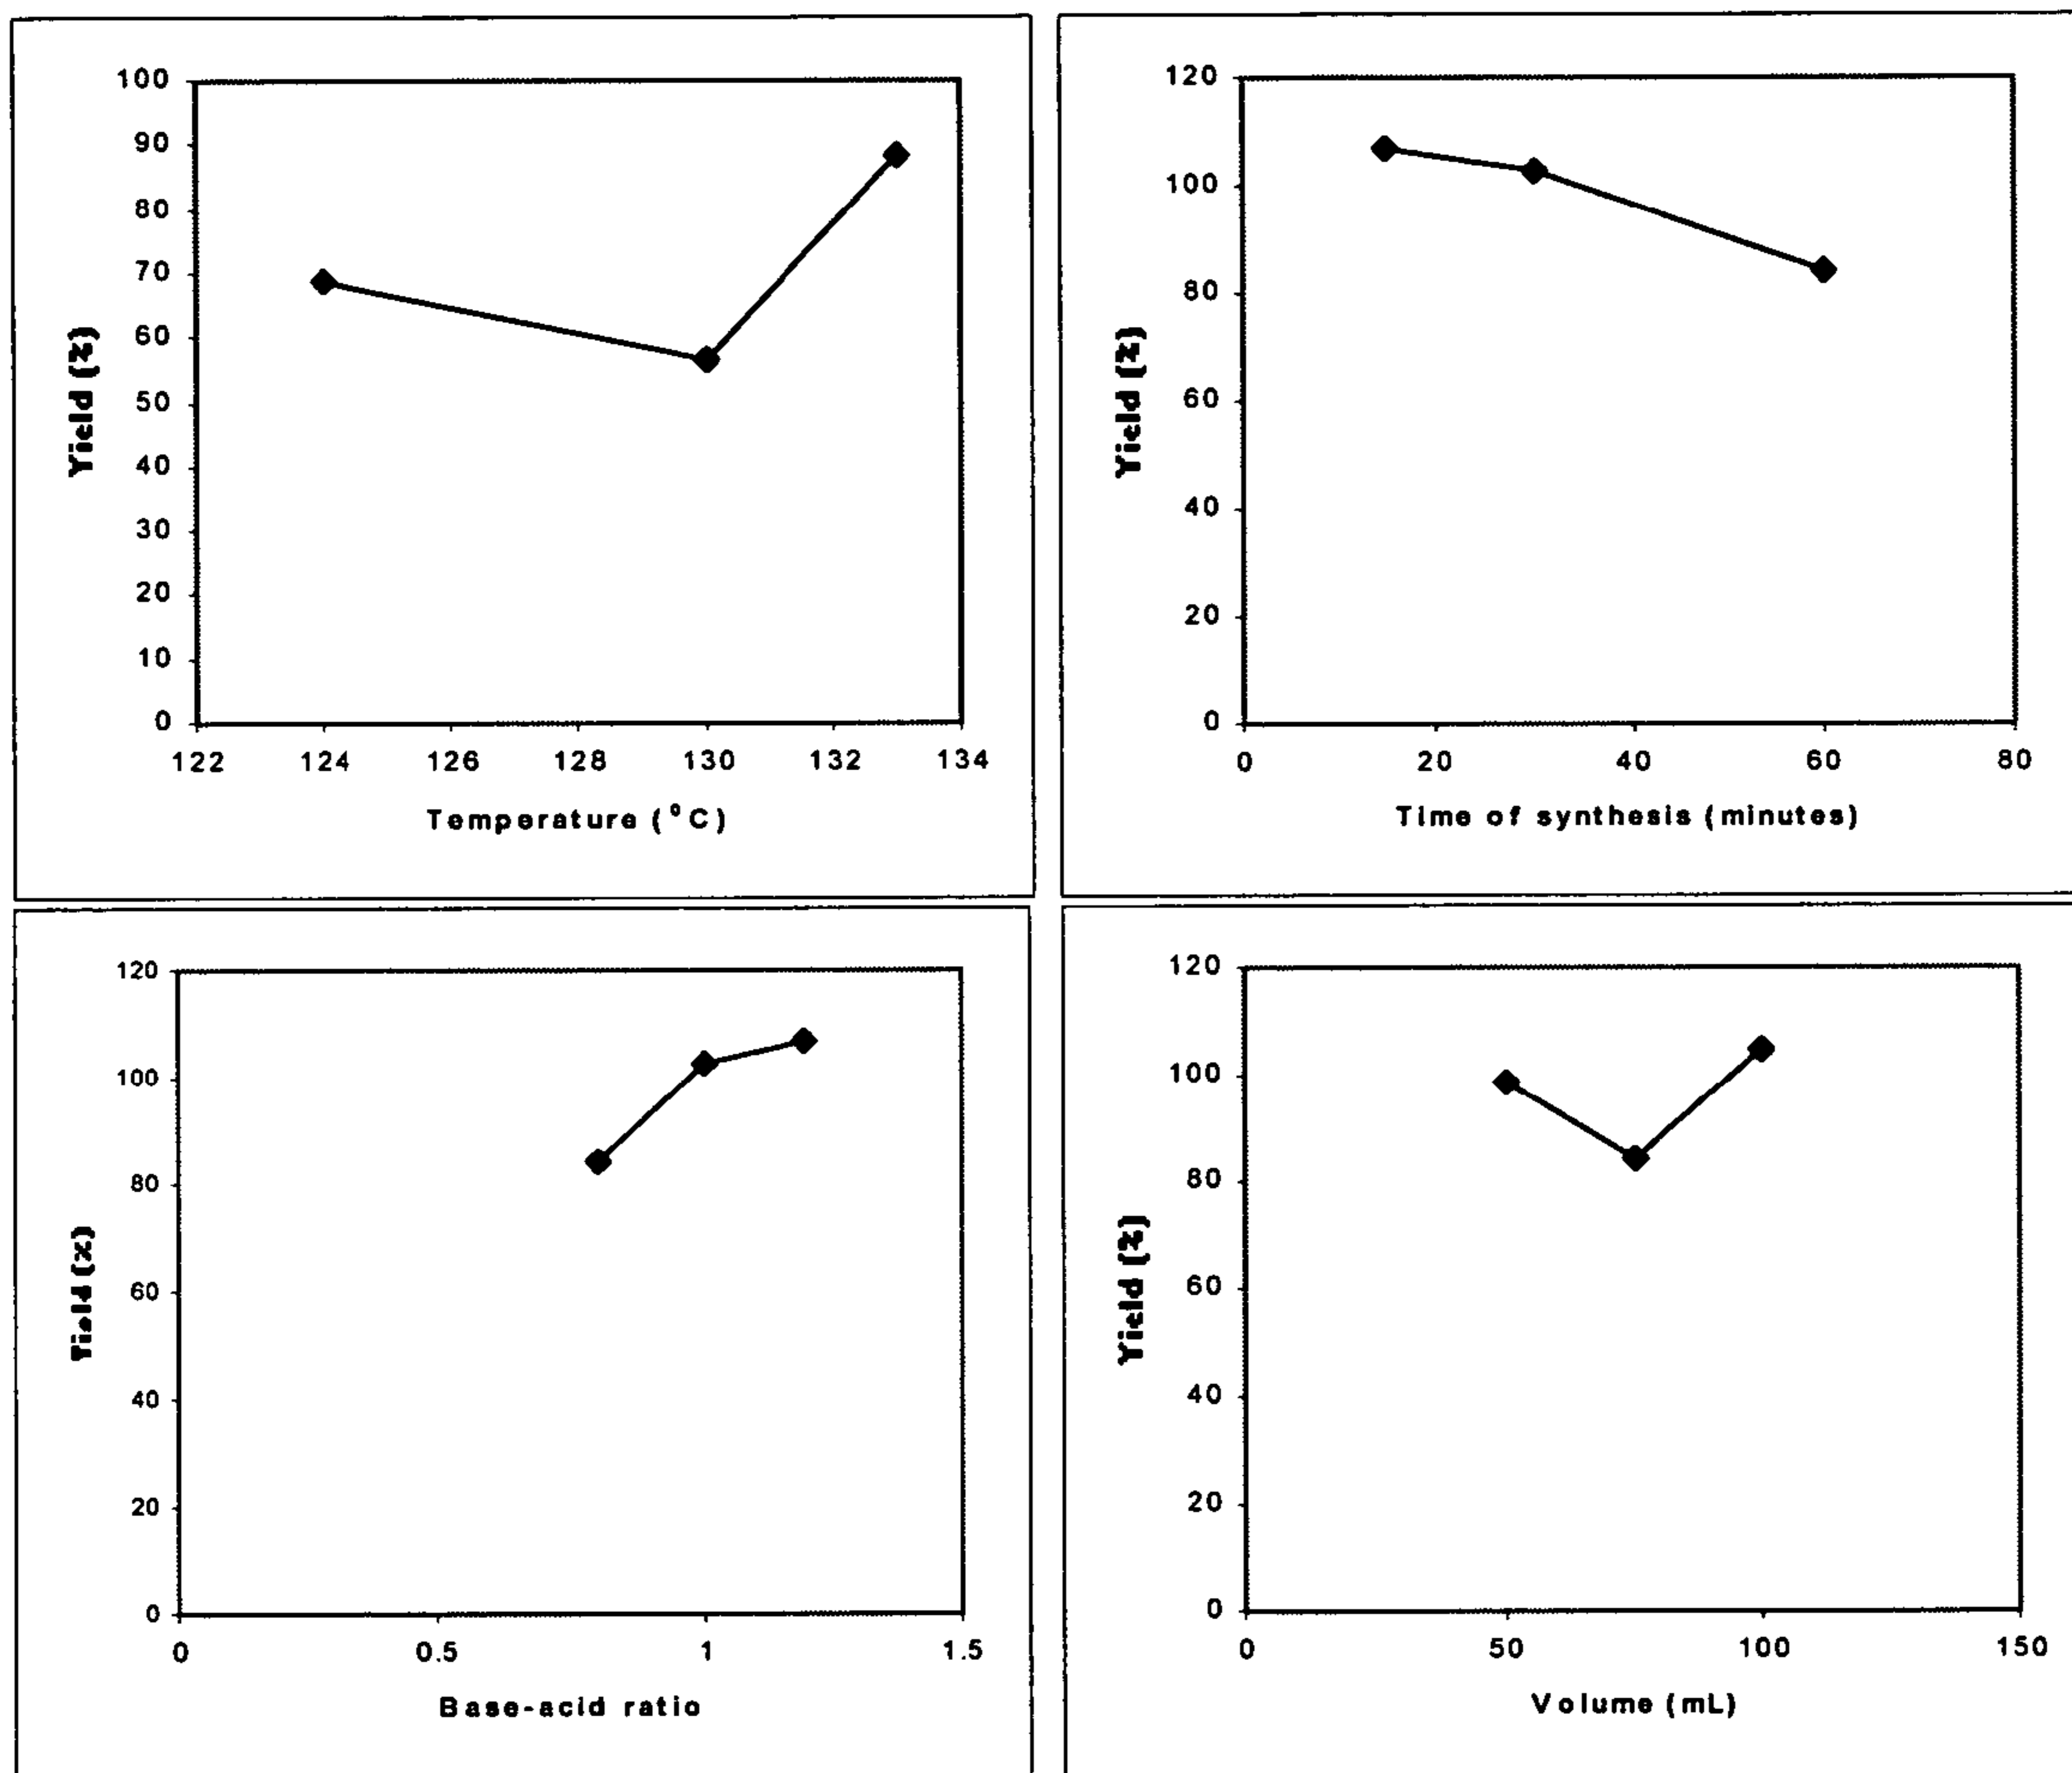 100
90
80
70
60
50
40
30
20
10
0
Yield (%)
122 124 126 128 130 132 134
Temperature (°C)
120
100
80
60
40
20
0
Yield (%)
0 20 40 60 80
Time of synthesis (minutes)
120
100
80
60
40
20
0
Yield (%)
0 0.5 1 1.5
Base-acid ratio
120
100
80
60
40
20
0
Yield (%)
0 50 100 150
Volume (mL)